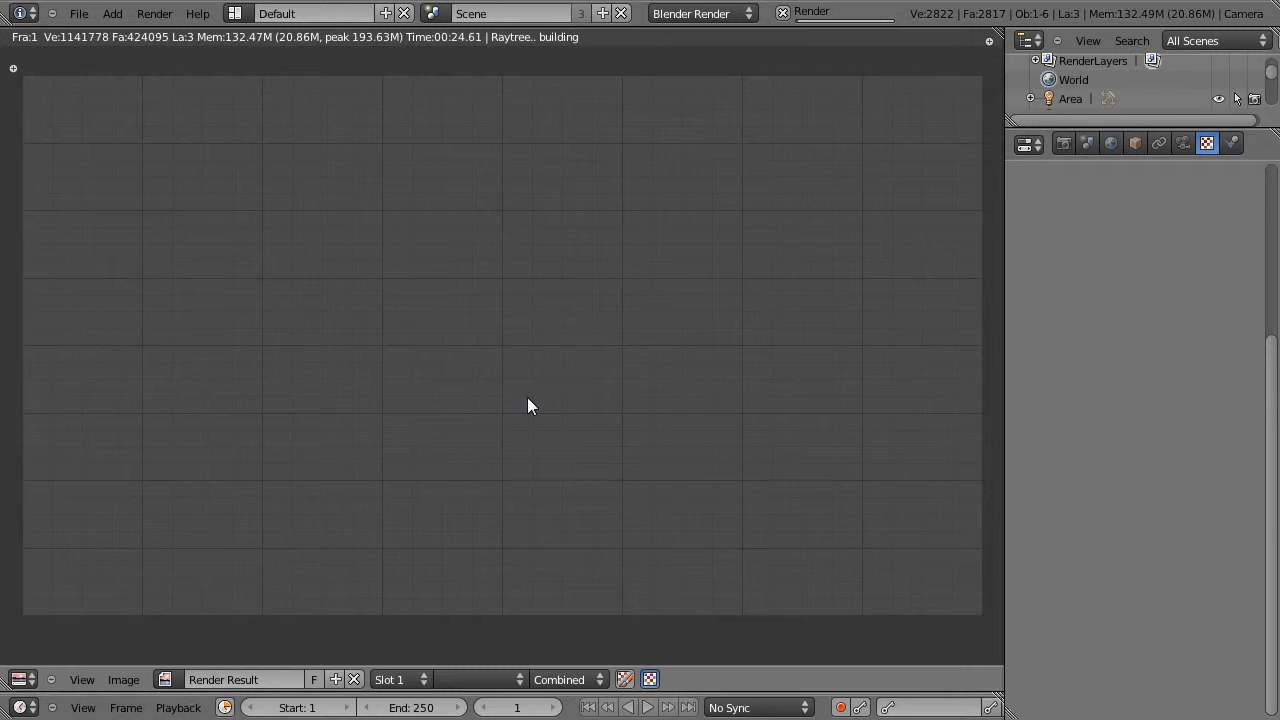 File Add Render Help Default Scene 3 Blender Render Render Ve:2822 | Fa:2817 | Ob:1-6 | La:3 | Mem:132.49M (20.86M) | Camera
Fra:1 Ve:1141778 Fa:424095 La:3 Mem:132.47M (20.86M, peak 193.63M) Time:00:24.61 | Raytree.. building
View Search All Scenes
RenderLayers |
World
Area |
View Image Render Result F Slot 1 Combined
View Frame Playback Start: 1 End: 250 1 No Sync